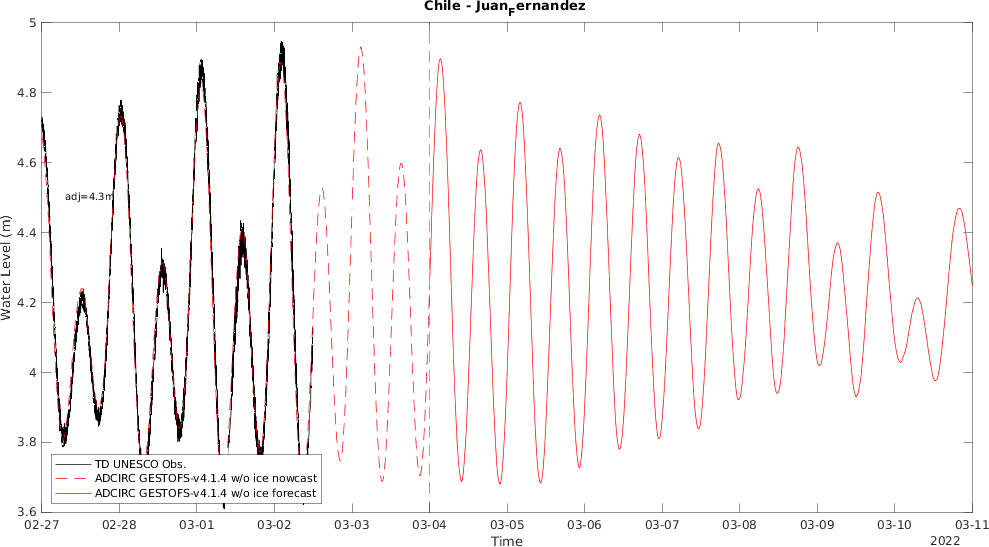 Chile - Juan_Fernandez
5
4.8
4.6
4.4
4.2
4
3.8
3.6
Water Level (m)
adj=4.3m
TD UNESCO Obs.
ADCIRC GESTOFS-v4.1.4 w/o ice nowcast
ADCIRC GESTOFS-v4.1.4 w/o ice forecast
02-27 02-28 03-01 03-02 03-03 03-04 03-05 03-06 03-07 03-08 03-09 03-10 03-11
Time
2022